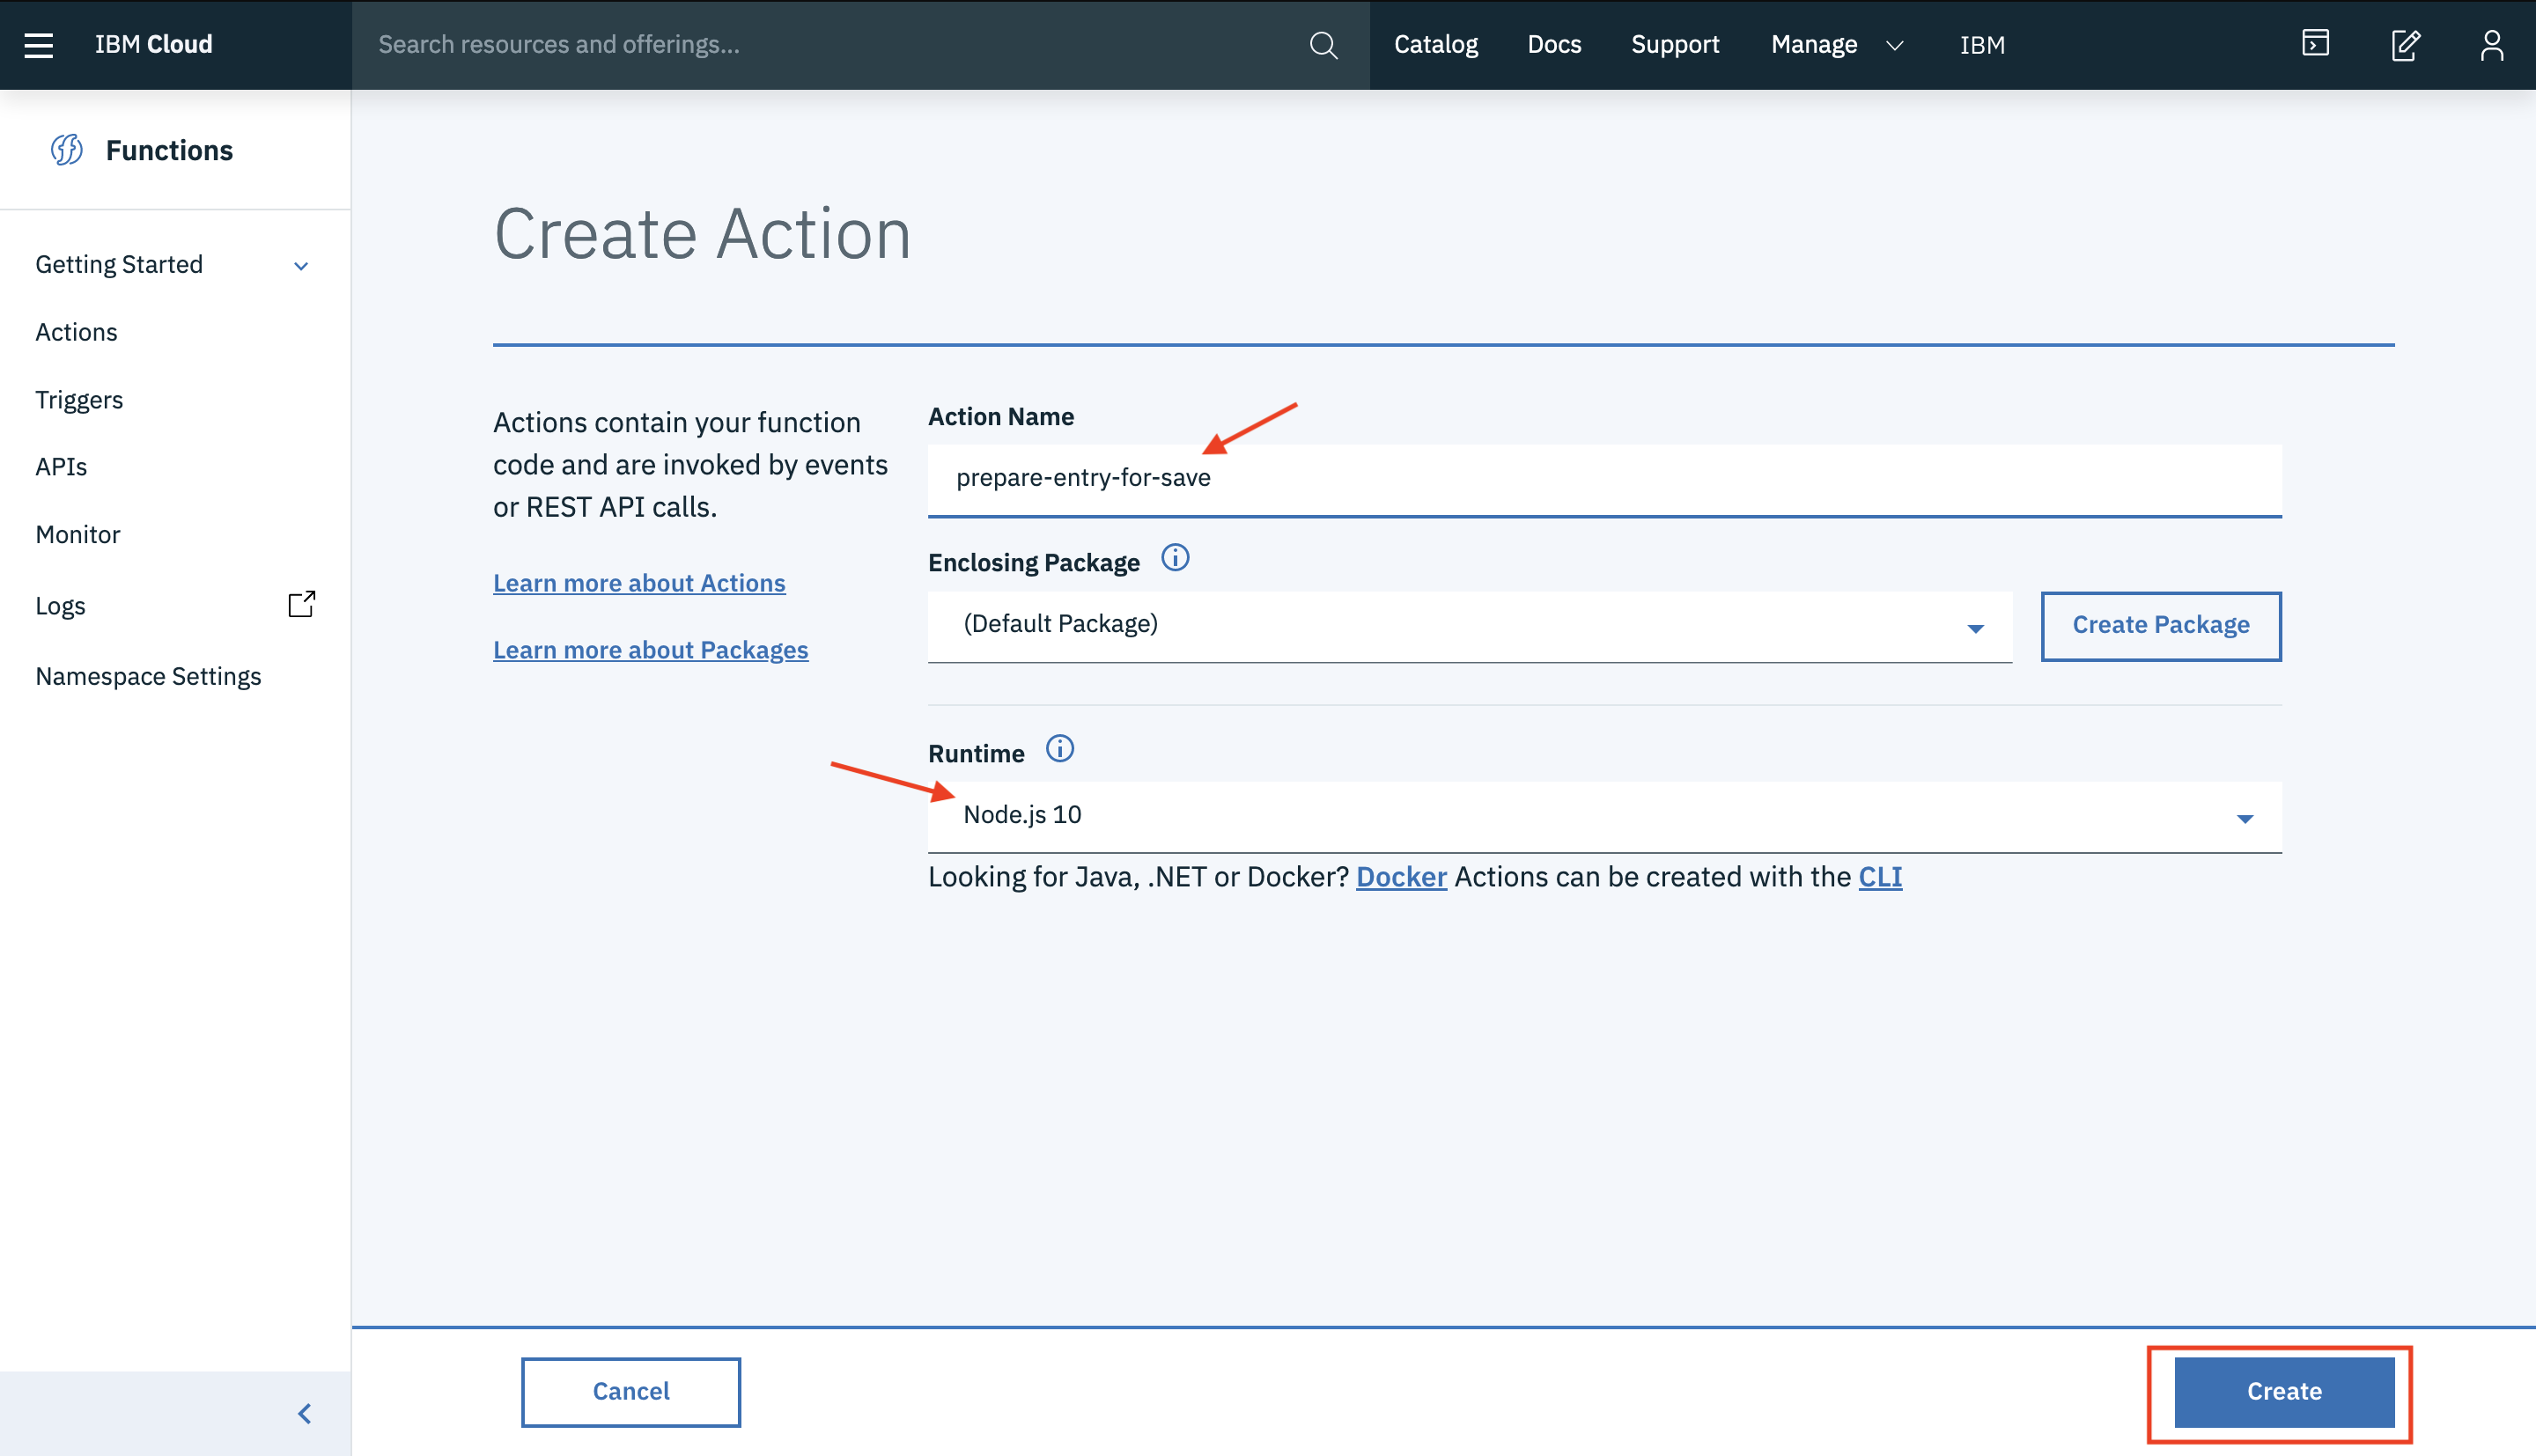 IBM Cloud
Search resources and offerings...
Catalog
Docs
Support
Manage
IBM
Functions
Getting Started
Actions
Triggers
APIs
Monitor
Logs
Namespace Settings
Create Action
Actions contain your function
code and are invoked by events
or REST API calls.
Learn more about Actions
Learn more about Packages
Action Name
prepare-entry-for-save
Enclosing Package
(Default Package)
Create Package
Runtime
Node.js 10
Looking for Java, .NET or Docker? Docker Actions can be created with the CLI
Cancel
Create